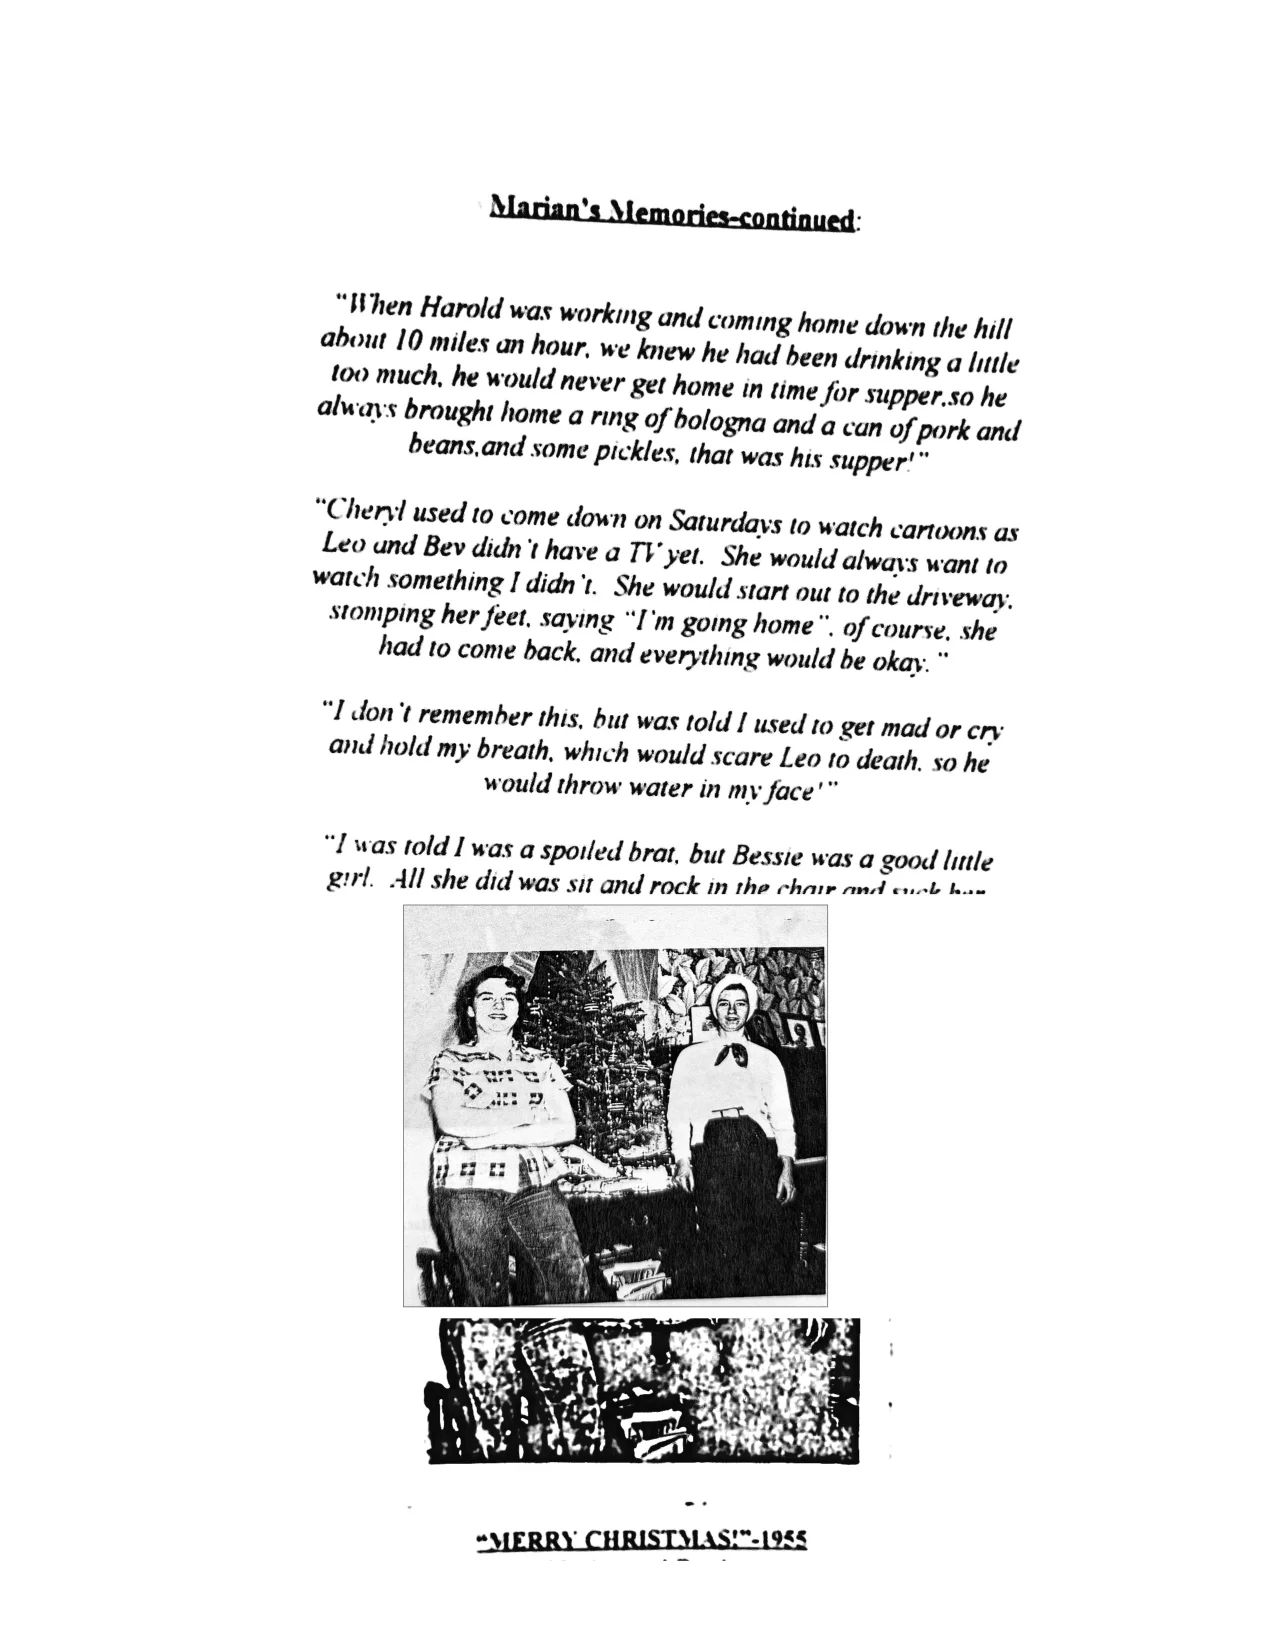 Marian's Memories-continued:
"When Harold was working and coming home down the hill
about 10 miles an hour, we knew he had been drinking a little
too much, he would never get home in time for supper,so he
always brought home a ring of bologna and a can of pork and
beans,and some pickles, that was his supper!"
"Cheryl used to come down on Saturdays to watch cartoons as
Leo and Bev didn't have a TV yet.  She would always want to
watch something I didn't.  She would start out to the driveway,
stomping her feet, saying "I'm going home", of course, she
had to come back, and everything would be okay."
"I don't remember this, but was told I used to get mad or cry
and hold my breath, which would scare Leo to death, so he
would throw water in my face!"
"I was told I was a spoiled brat, but Bessie was a good little
girl.  All she did was sit and rock in the chair and suck her
"MERRY CHRISTMAS!"-1955